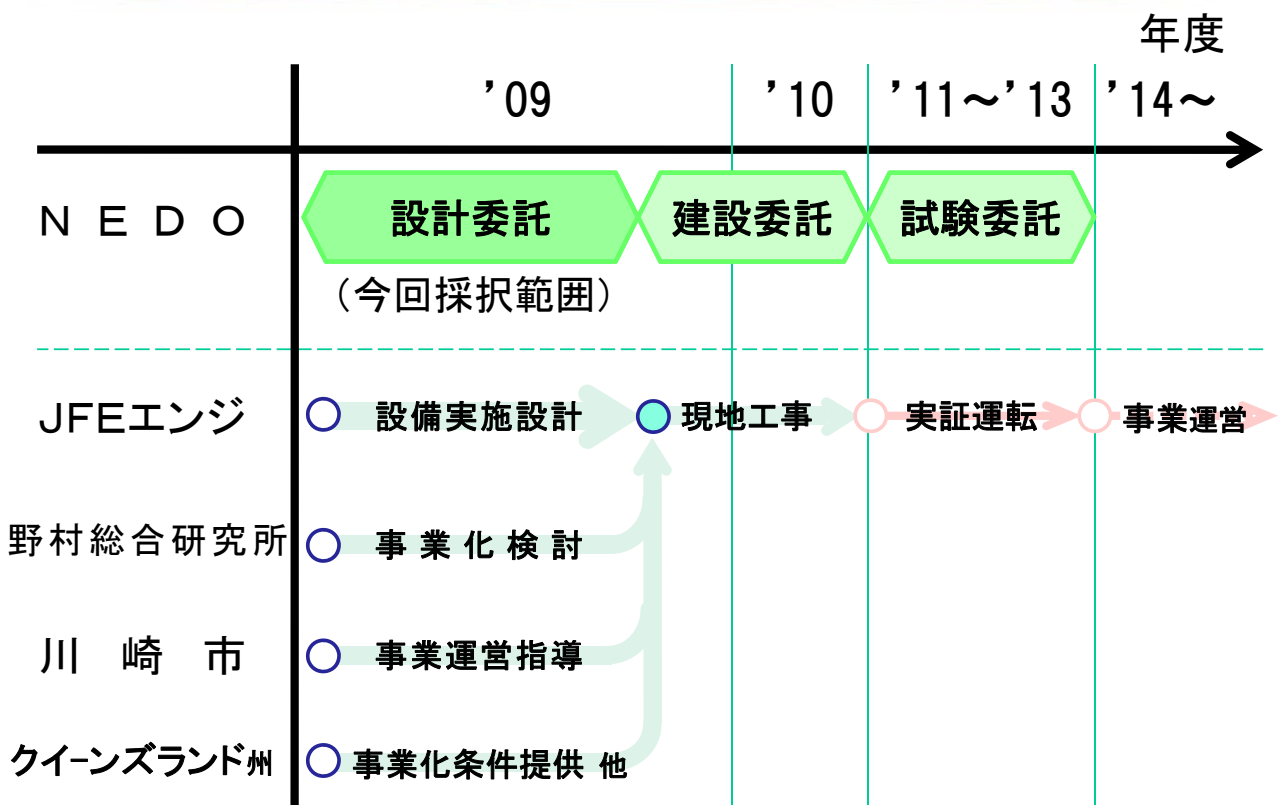 年度
’09 ’10 ’11～’13 ’14～
ＮＥＤＯ 設計委託 建設委託 試験委託
（今回採択範囲）
JFEエンジ 設備実施設計 現地工事 実証運転 事業運営
野村総合研究所 事業化検討
川崎市 事業運営指導
クイーンズランド州 事業化条件提供 他